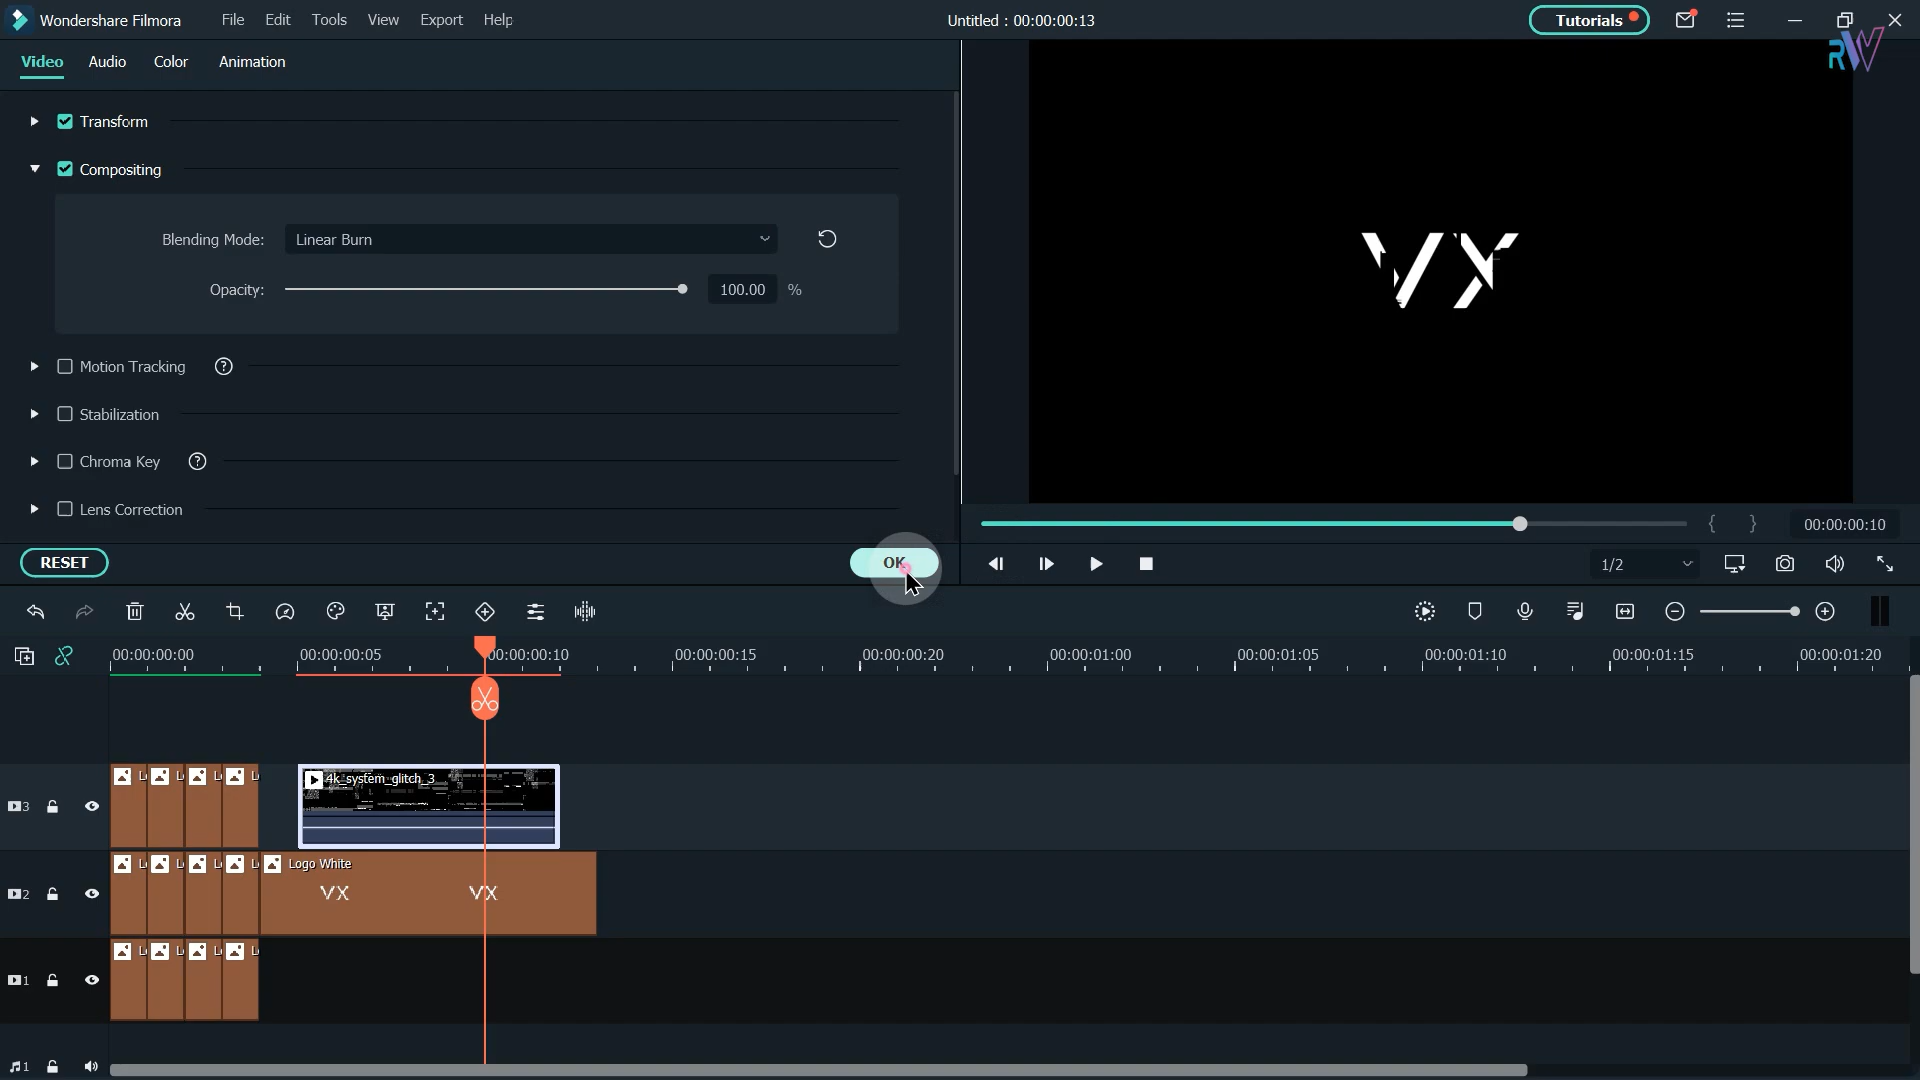 Wondershare Filmora File Edit Tools View Export Help Untitled : 00:00:00:13 Tutorials
RW
Video Audio Color Animation
Transform
Compositing
Blending Mode: Linear Burn
Opacity: 100.00 %
Motion Tracking ?
Stabilization
Chroma Key ?
Lens Correction
VX
00:00:00:10
RESET OK
1/2
00:00:00:00 00:00:00:05 00:00:00:10 00:00:00:15 00:00:00:20 00:00:01:00 00:00:01:05 00:00:01:10 00:00:01:15 00:00:01:20
3 4k_system_glitch_3
2 Logo White
VX VX
1
1